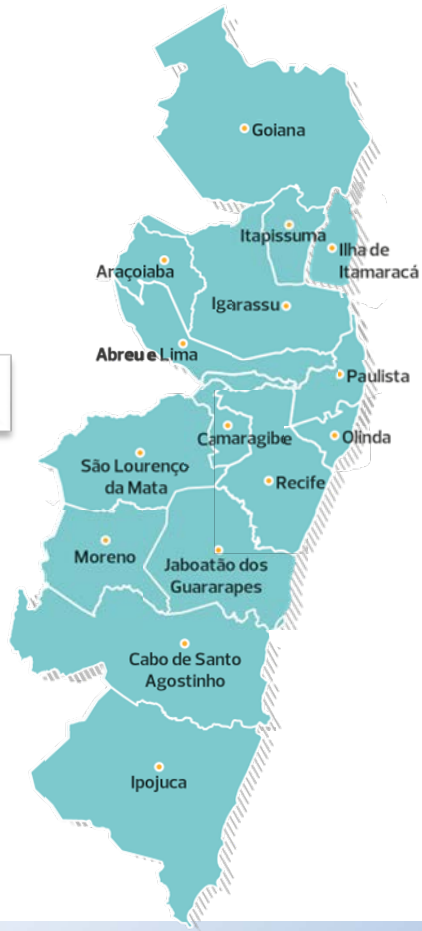 Goiana
Itapissuma
Ilha de
Itamaracá
Araçoiaba
Igarassu
Abreu e Lima
Paulista
Camaragibe
Olinda
São Lourenço
da Mata
Recife
Moreno
Jaboatão dos
Guararapes
Cabo de Santo
Agostinho
Ipojuca